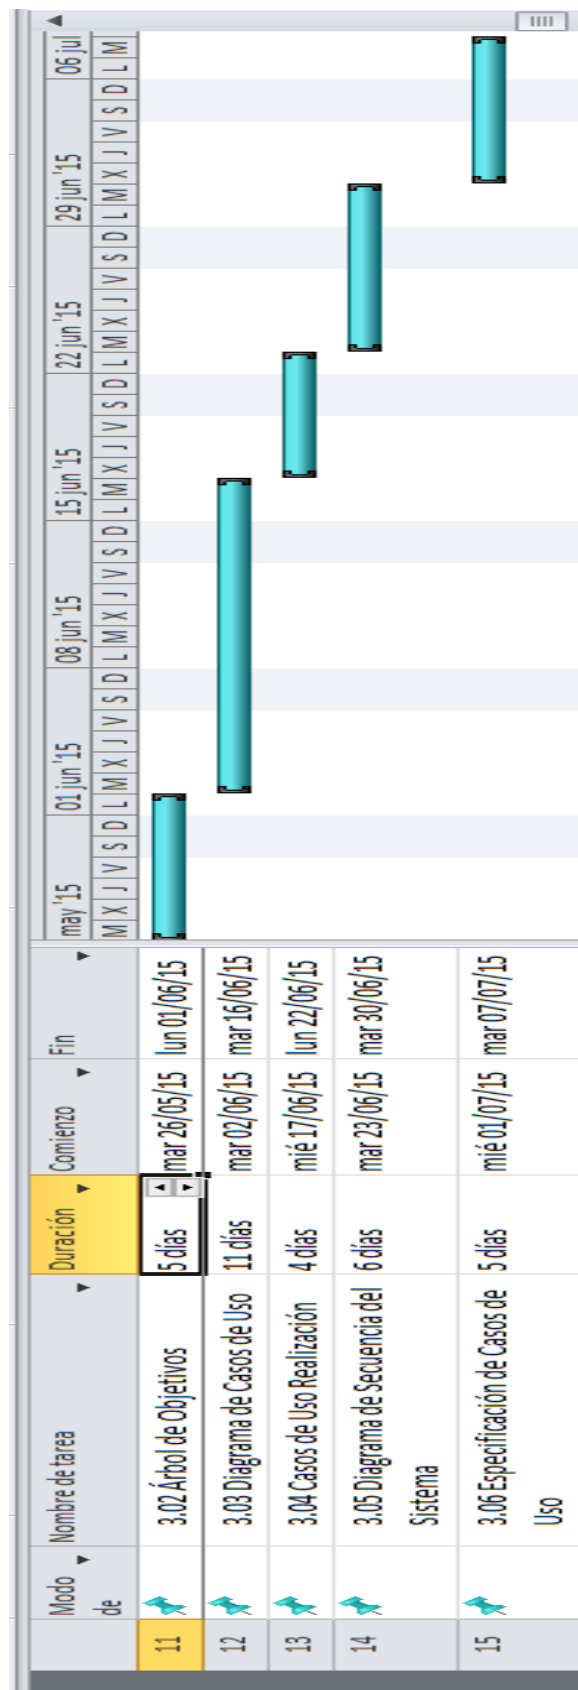 Modo de
Nombre de tarea
Duración
Comienzo
Fin
may '15
01 jun '15
08 jun '15
15 jun '15
22 jun '15
29 jun '15
06 jul
M X J V S D L M X J V S D L M X J V S D L M X J V S D L M X J V S D L M X J V S D L M
11 3.02 Árbol de Objetivos 5 días mar 26/05/15 lun 01/06/15
12 3.03 Diagrama de Casos de Uso 11 días mar 02/06/15 mar 16/06/15
13 3.04 Casos de Uso Realización 4 días mié 17/06/15 lun 22/06/15
14 3.05 Diagrama de Secuencia del 6 días mar 23/06/15 mar 30/06/15
Sistema
15 3.06 Especificación de Casos de 5 días mié 01/07/15 mar 07/07/15
Uso